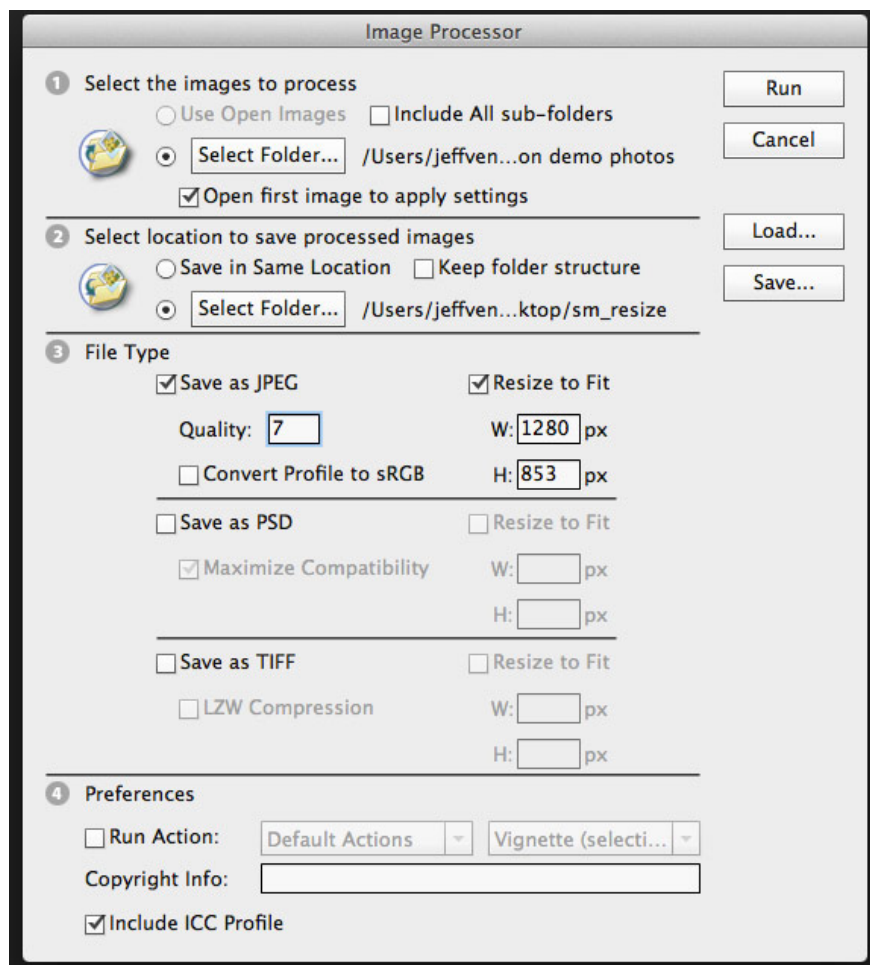 Image Processor
1 Select the images to process
Use Open Images Include All sub-folders
Select Folder... /Users/jeffven...on demo photos
Open first image to apply settings
Run
Cancel
2 Select location to save processed images
Save in Same Location Keep folder structure
Select Folder... /Users/jeffven...ktop/sm_resize
Load...
Save...
3 File Type
Save as JPEG Resize to Fit
Quality: 7 W: 1280 px
Convert Profile to sRGB H: 853 px
Save as PSD Resize to Fit
Maximize Compatibility W: px
H: px
Save as TIFF Resize to Fit
LZW Compression W: px
H: px
4 Preferences
Run Action: Default Actions Vignette (selecti...
Copyright Info:
Include ICC Profile